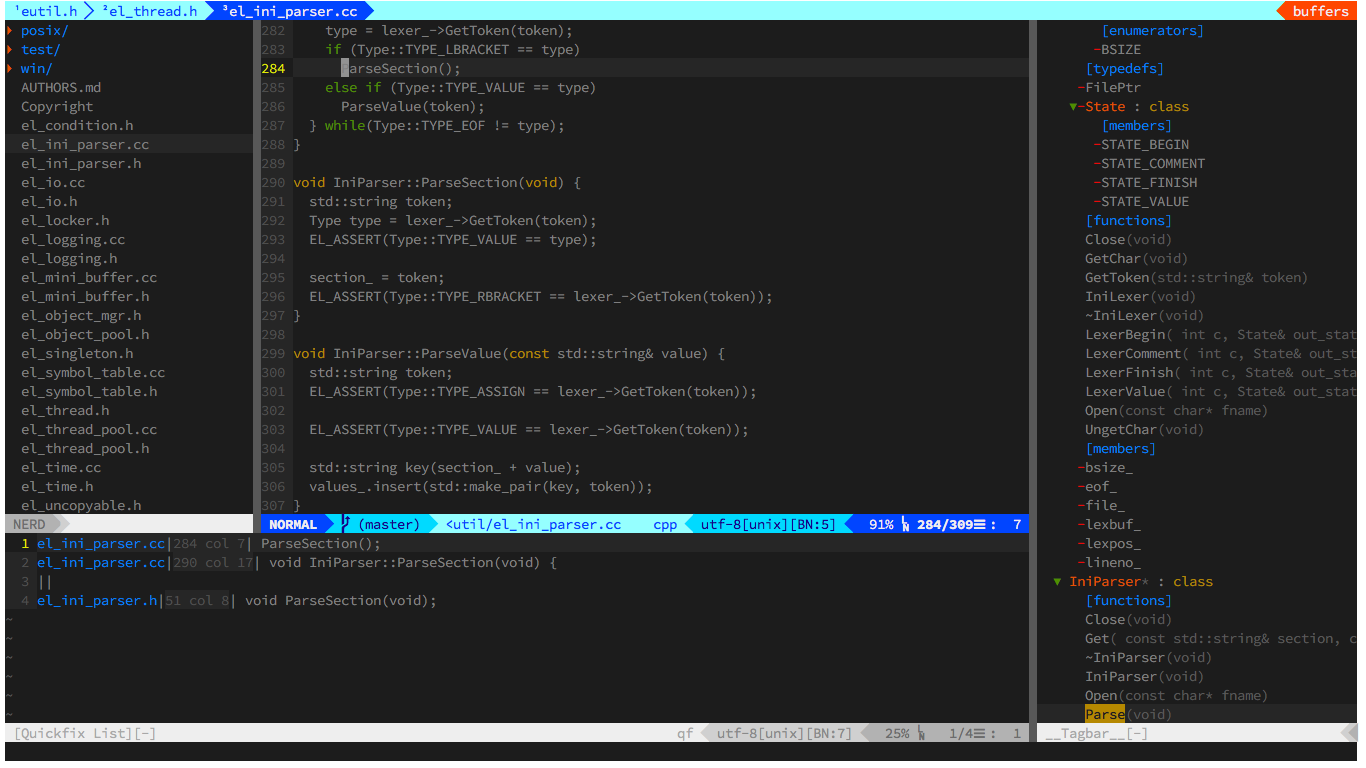 ¹eutil.h ²el_thread.h ³el_ini_parser.cc buffers
posix/
test/
win/
AUTHORS.md
Copyright
el_condition.h
el_ini_parser.cc
el_ini_parser.h
el_io.cc
el_io.h
el_locker.h
el_logging.cc
el_logging.h
el_mini_buffer.cc
el_mini_buffer.h
el_object_mgr.h
el_object_pool.h
el_singleton.h
el_symbol_table.cc
el_symbol_table.h
el_thread.h
el_thread_pool.cc
el_thread_pool.h
el_time.cc
el_time.h
el_uncopyable.h
NERD
282     type = lexer_->GetToken(token);
283     if (Type::TYPE_LBRACKET == type)
284       ParseSection();
285     else if (Type::TYPE_VALUE == type)
286       ParseValue(token);
287   } while(Type::TYPE_EOF != type);
288 }
289
290 void IniParser::ParseSection(void) {
291   std::string token;
292   Type type = lexer_->GetToken(token);
293   EL_ASSERT(Type::TYPE_VALUE == type);
294
295   section_ = token;
296   EL_ASSERT(Type::TYPE_RBRACKET == lexer_->GetToken(token));
297 }
298
299 void IniParser::ParseValue(const std::string& value) {
300   std::string token;
301   EL_ASSERT(Type::TYPE_ASSIGN == lexer_->GetToken(token));
302
303   EL_ASSERT(Type::TYPE_VALUE == lexer_->GetToken(token));
304
305   std::string key(section_ + value);
306   values_.insert(std::make_pair(key, token));
307 }
NORMAL (master) <util/el_ini_parser.cc cpp utf-8[unix][BN:5] 91% 284/309☰ : 7
1 el_ini_parser.cc|284 col 7| ParseSection();
2 el_ini_parser.cc|290 col 17| void IniParser::ParseSection(void) {
3 ||
4 el_ini_parser.h|51 col 8| void ParseSection(void);
~
~
~
~
~
~
[Quickfix List][-] qf utf-8[unix][BN:7] 25% 1/4☰ : 1
[enumerators]
-BSIZE
[typedefs]
-FilePtr
▼-State : class
[members]
-STATE_BEGIN
-STATE_COMMENT
-STATE_FINISH
-STATE_VALUE
[functions]
Close(void)
GetChar(void)
GetToken(std::string& token)
IniLexer(void)
~IniLexer(void)
LexerBegin( int c, State& out_stat
LexerComment( int c, State& out_st
LexerFinish( int c, State& out_sta
LexerValue( int c, State& out_stat
Open(const char* fname)
UngetChar(void)
[members]
-bsize_
-eof_
-file_
-lexbuf_
-lexpos_
-lineno_
▼ IniParser* : class
[functions]
Close(void)
Get( const std::string& section, c
~IniParser(void)
IniParser(void)
Open(const char* fname)
Parse(void)
__Tagbar__[-]